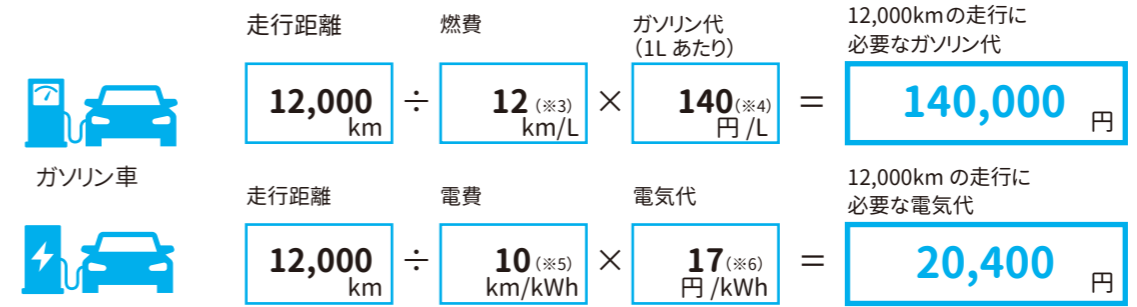 走行距離
燃費
ガソリン代
（1L あたり）
12,000kmの走行に
必要なガソリン代
12,000
km
÷
12（※3）
km/L
×
140（※4）
円 /L
＝
140,000 円
ガソリン車
走行距離
電費
電気代
12,000km の走行に
必要な電気代
12,000
km
÷
10（※5）
km/kWh
×
17（※6）
円 /kWh
＝
20,400 円